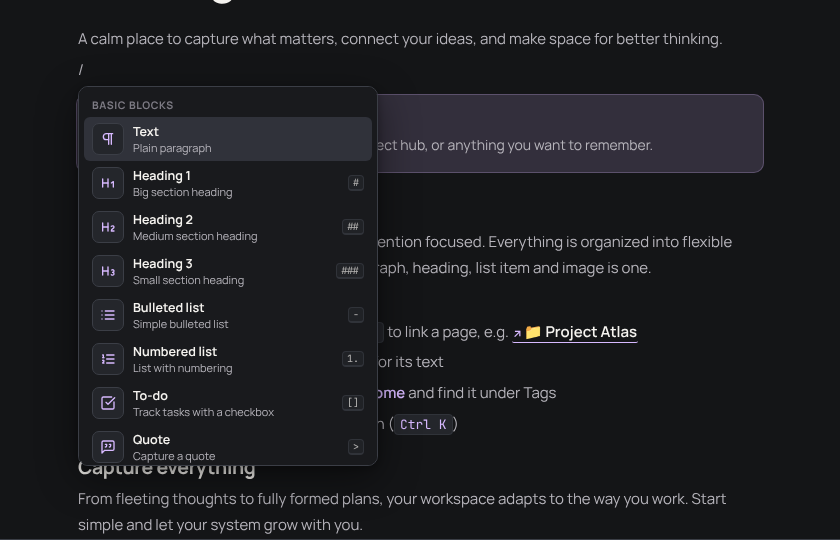 A calm place to capture what matters, connect your ideas, and make space for better thinking.
/
BASIC BLOCKS
Text
Plain paragraph
Heading 1
Big section heading
#
Heading 2
Medium section heading
##
Heading 3
Small section heading
###
Bulleted list
Simple bulleted list
-
Numbered list
List with numbering
1.
To-do
Track tasks with a checkbox
[]
Quote
Capture a quote
>
hub, or anything you want to remember.
focused. Everything is organized into flexible
heading, list item and image is one.
to link a page, e.g. ↗ 📁 Project Atlas
or its text
and find it under Tags
(Ctrl K)
Capture everything
From fleeting thoughts to fully formed plans, your workspace adapts to the way you work. Start
simple and let your system grow with you.